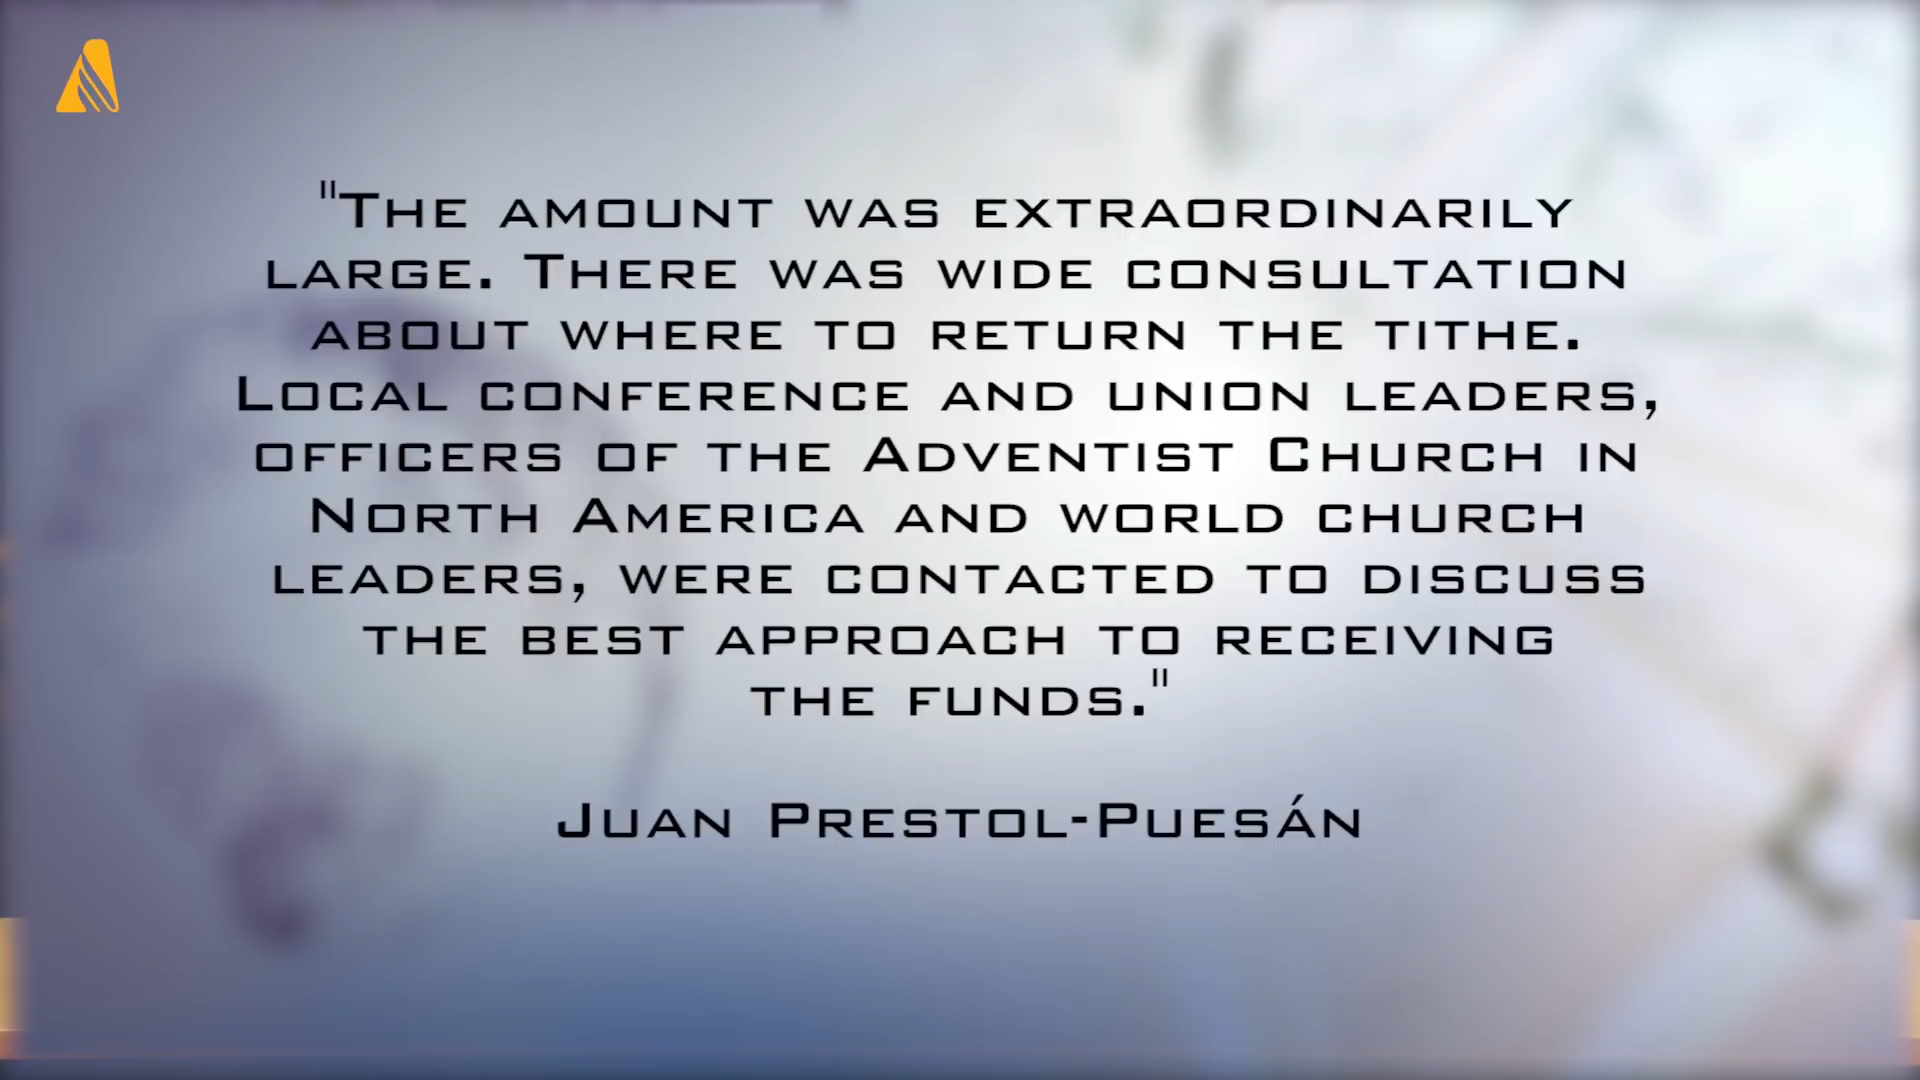 "The amount was extraordinarily
large. There was wide consultation
about where to return the tithe.
Local conference and union leaders,
officers of the Adventist Church in
North America and world church
leaders, were contacted to discuss
the best approach to receiving
the funds."
Juan Prestol-Puesán